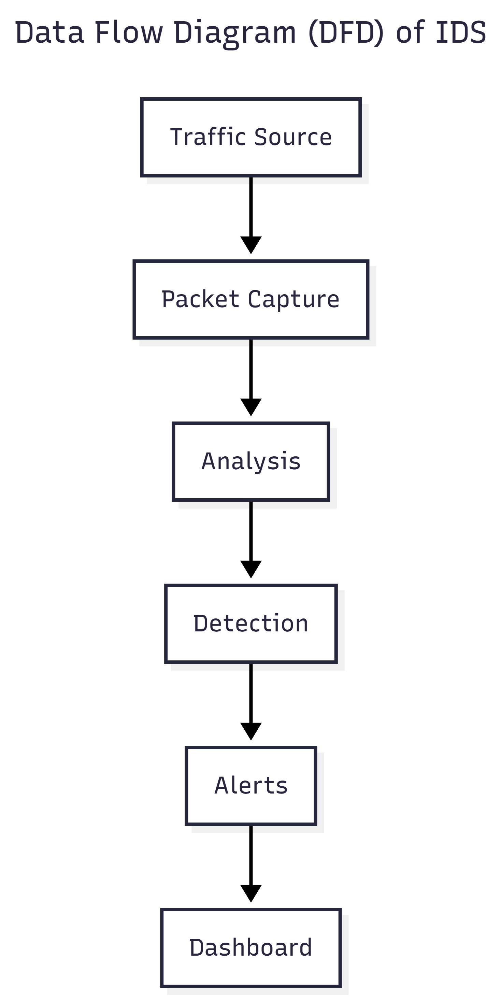 Data Flow Diagram (DFD) of IDS
Traffic Source
Packet Capture
Analysis
Detection
Alerts
Dashboard